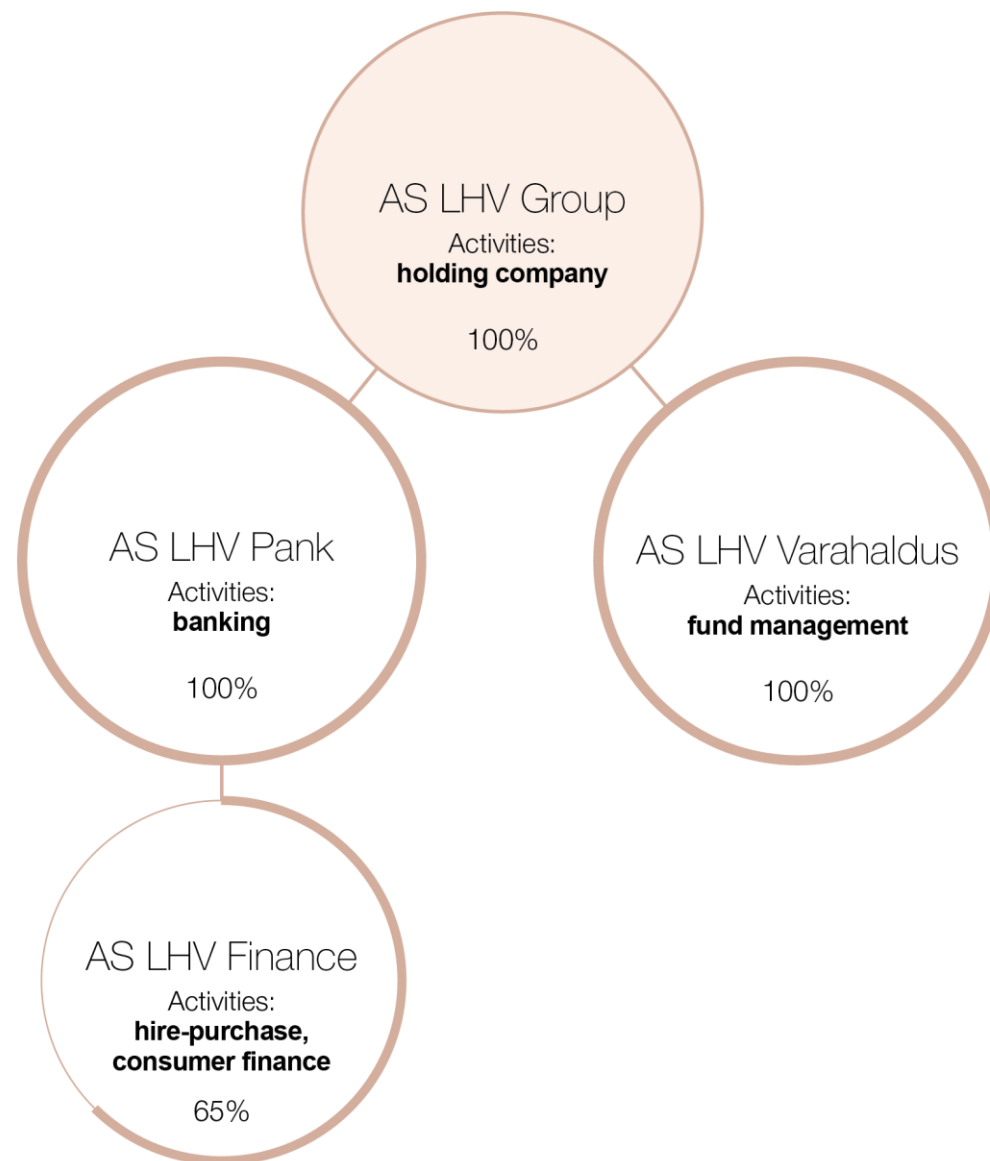 AS LHV Group
Activities:
holding company
100%
AS LHV Pank
Activities:
banking
100%
AS LHV Varahaldus
Activities:
fund management
100%
AS LHV Finance
Activities:
hire-purchase,
consumer finance
65%